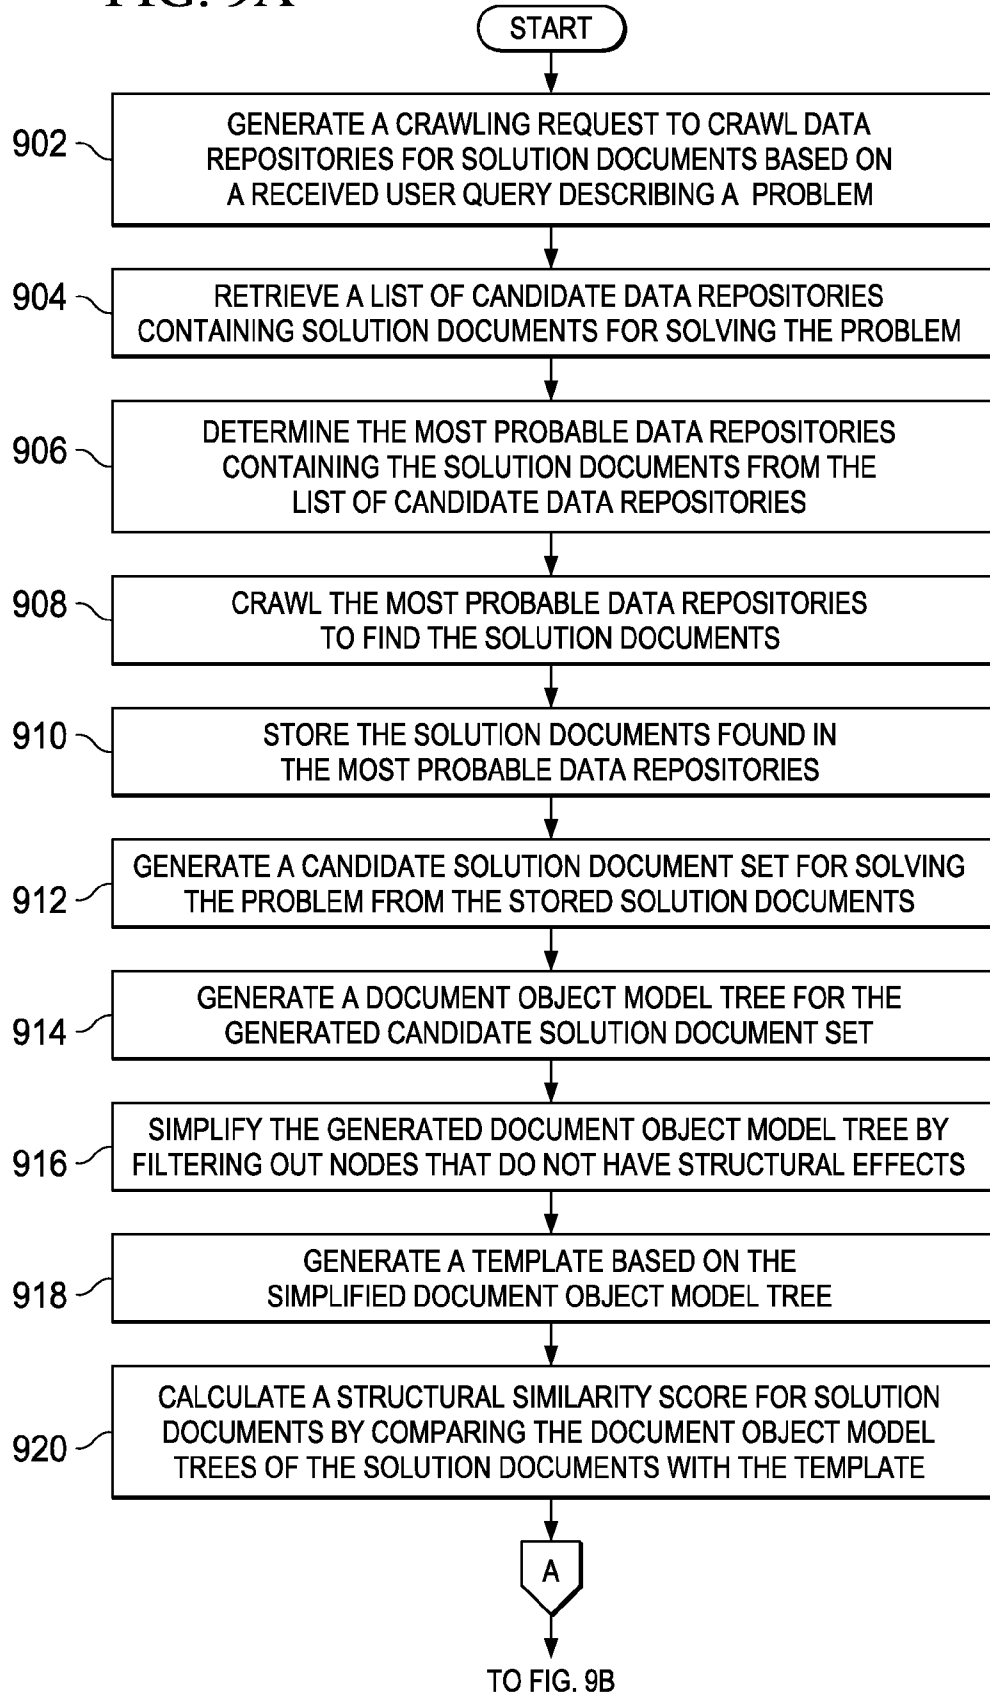 FIG. 9A
START
902
GENERATE A CRAWLING REQUEST TO CRAWL DATA
REPOSITORIES FOR SOLUTION DOCUMENTS BASED ON
A RECEIVED USER QUERY DESCRIBING A PROBLEM
904
RETRIEVE A LIST OF CANDIDATE DATA REPOSITORIES
CONTAINING SOLUTION DOCUMENTS FOR SOLVING THE PROBLEM
906
DETERMINE THE MOST PROBABLE DATA REPOSITORIES
CONTAINING THE SOLUTION DOCUMENTS FROM THE
LIST OF CANDIDATE DATA REPOSITORIES
908
CRAWL THE MOST PROBABLE DATA REPOSITORIES
TO FIND THE SOLUTION DOCUMENTS
910
STORE THE SOLUTION DOCUMENTS FOUND IN
THE MOST PROBABLE DATA REPOSITORIES
912
GENERATE A CANDIDATE SOLUTION DOCUMENT SET FOR SOLVING
THE PROBLEM FROM THE STORED SOLUTION DOCUMENTS
914
GENERATE A DOCUMENT OBJECT MODEL TREE FOR THE
GENERATED CANDIDATE SOLUTION DOCUMENT SET
916
SIMPLIFY THE GENERATED DOCUMENT OBJECT MODEL TREE BY
FILTERING OUT NODES THAT DO NOT HAVE STRUCTURAL EFFECTS
918
GENERATE A TEMPLATE BASED ON THE
SIMPLIFIED DOCUMENT OBJECT MODEL TREE
920
CALCULATE A STRUCTURAL SIMILARITY SCORE FOR SOLUTION
DOCUMENTS BY COMPARING THE DOCUMENT OBJECT MODEL
TREES OF THE SOLUTION DOCUMENTS WITH THE TEMPLATE
A
TO FIG. 9B